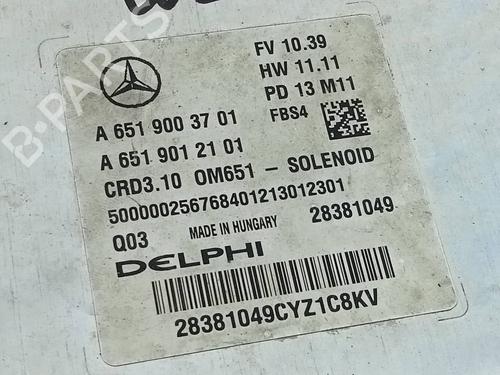 FV 10.39
HW 11.11
PD 13 M11
FBS4
A 651 900 37 01
A 651 901 21 01
CRD3.10 OM651 - SOLENOID
50000025676840121301230​1
Q03 MADE IN HUNGARY 28381049
DELPHI
28381049CYZ1C8KV
B-PARTS